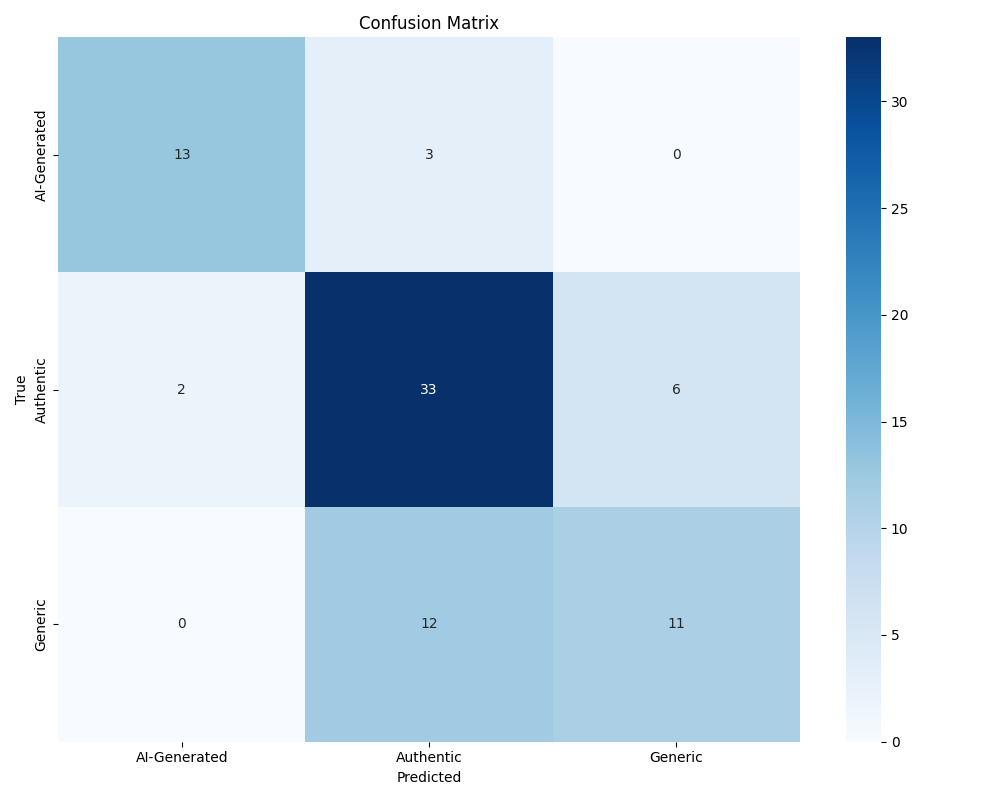 Confusion Matrix
True
AI-Generated
Authentic
Generic
13 3 0
2 33 6
0 12 11
AI-Generated Authentic Generic
Predicted
30
25
20
15
10
5
0